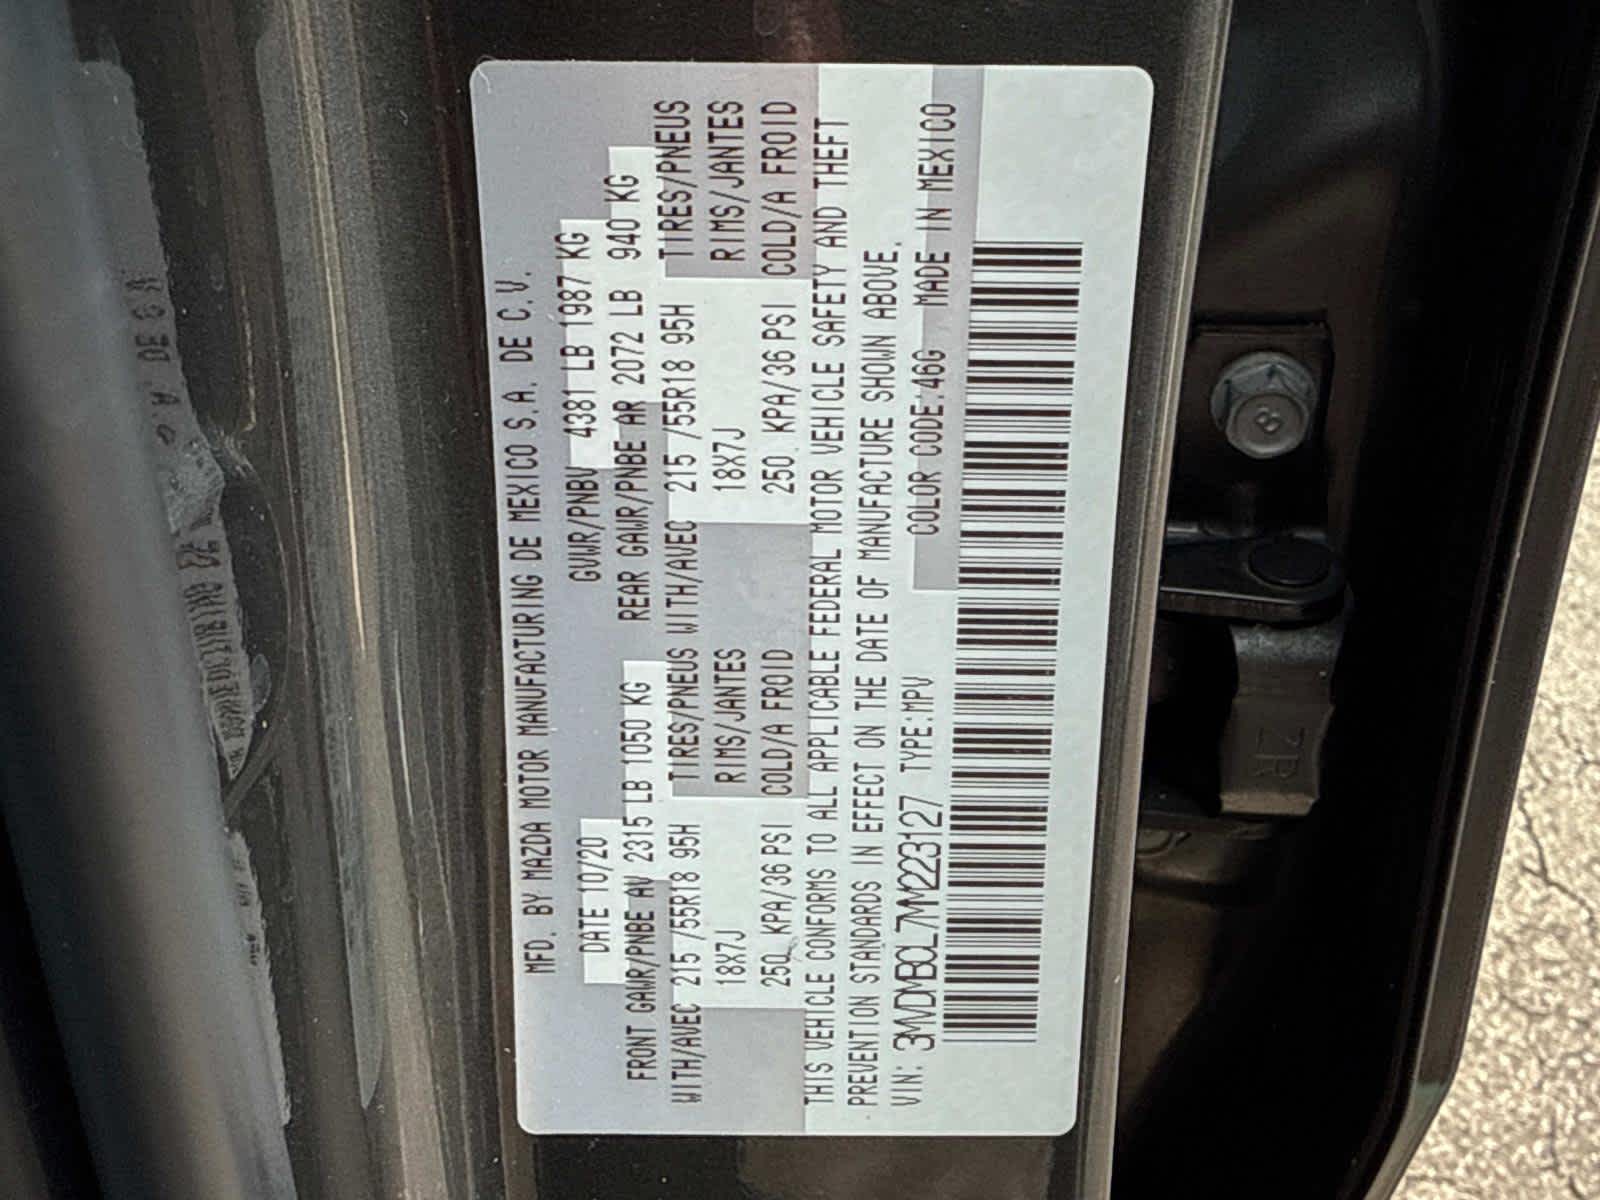 MFD. BY MAZDA MOTOR MANUFACTURING DE MEXICO S.A. DE C.V.
DATE 10/20 GVWR/PNBV 4381 LB 1987 KG
FRONT GAWR/PNBE AV 2315 LB 1050 KG REAR GAWR/PNBE AR 2072 LB 940 KG
WITH/AVEC 215 /55R18 95H TIRES/PNEUS WITH/AVEC 215 /55R18 95H TIRES/PNEUS
18X7J RIMS/JANTES 18X7J RIMS/JANTES
250 KPA/36 PSI COLD/A FROID 250 KPA/36 PSI COLD/A FROID
THIS VEHICLE CONFORMS TO ALL APPLICABLE FEDERAL MOTOR VEHICLE SAFETY AND THEFT
PREVENTION STANDARDS IN EFFECT ON THE DATE OF MANUFACTURE SHOWN ABOVE.
VIN: 3MVDMBCL7MM223127 TYPE:MPV COLOR CODE:46G MADE IN MEXICO
8
ZR